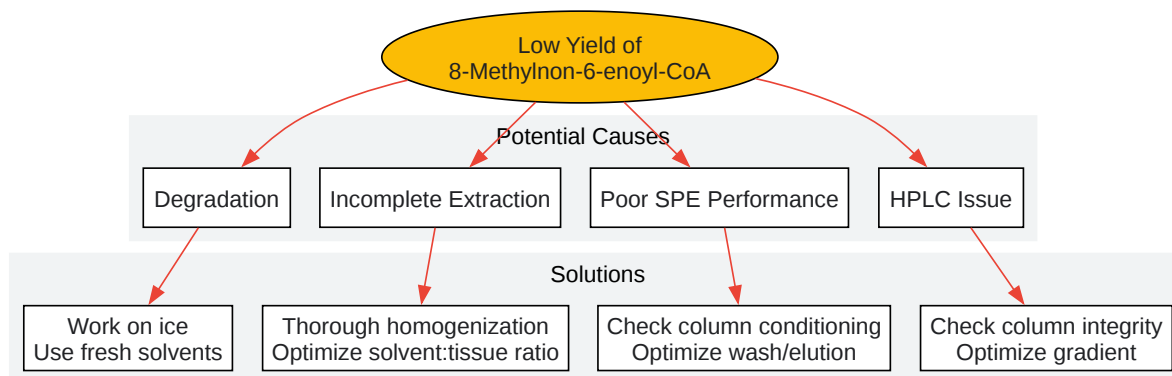 Low Yield of
8-Methylnon-6-enoyl-CoA
Potential Causes
Degradation
Incomplete Extraction
Poor SPE Performance
HPLC Issue
Solutions
Work on ice
Use fresh solvents
Thorough homogenization
Optimize solvent:tissue ratio
Check column conditioning
Optimize wash/elution
Check column integrity
Optimize gradient